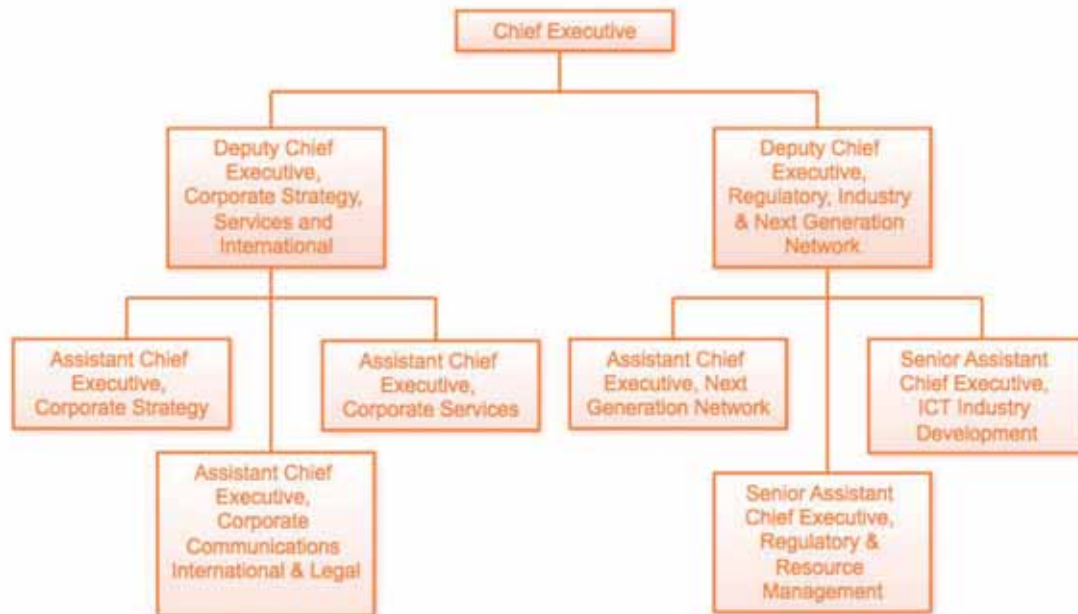 Chief Executive
Deputy Chief
Executive,
Corporate Strategy,
Services and
International
Deputy Chief
Executive,
Regulatory, Industry
& Next Generation
Network
Assistant Chief
Executive,
Corporate Strategy
Assistant Chief
Executive,
Corporate Services
Assistant Chief
Executive,
Corporate
Communications
International & Legal
Assistant Chief
Executive, Next
Generation Network
Senior Assistant
Chief Executive,
ICT Industry
Development
Senior Assistant
Chief Executive,
Regulatory &
Resource
Management